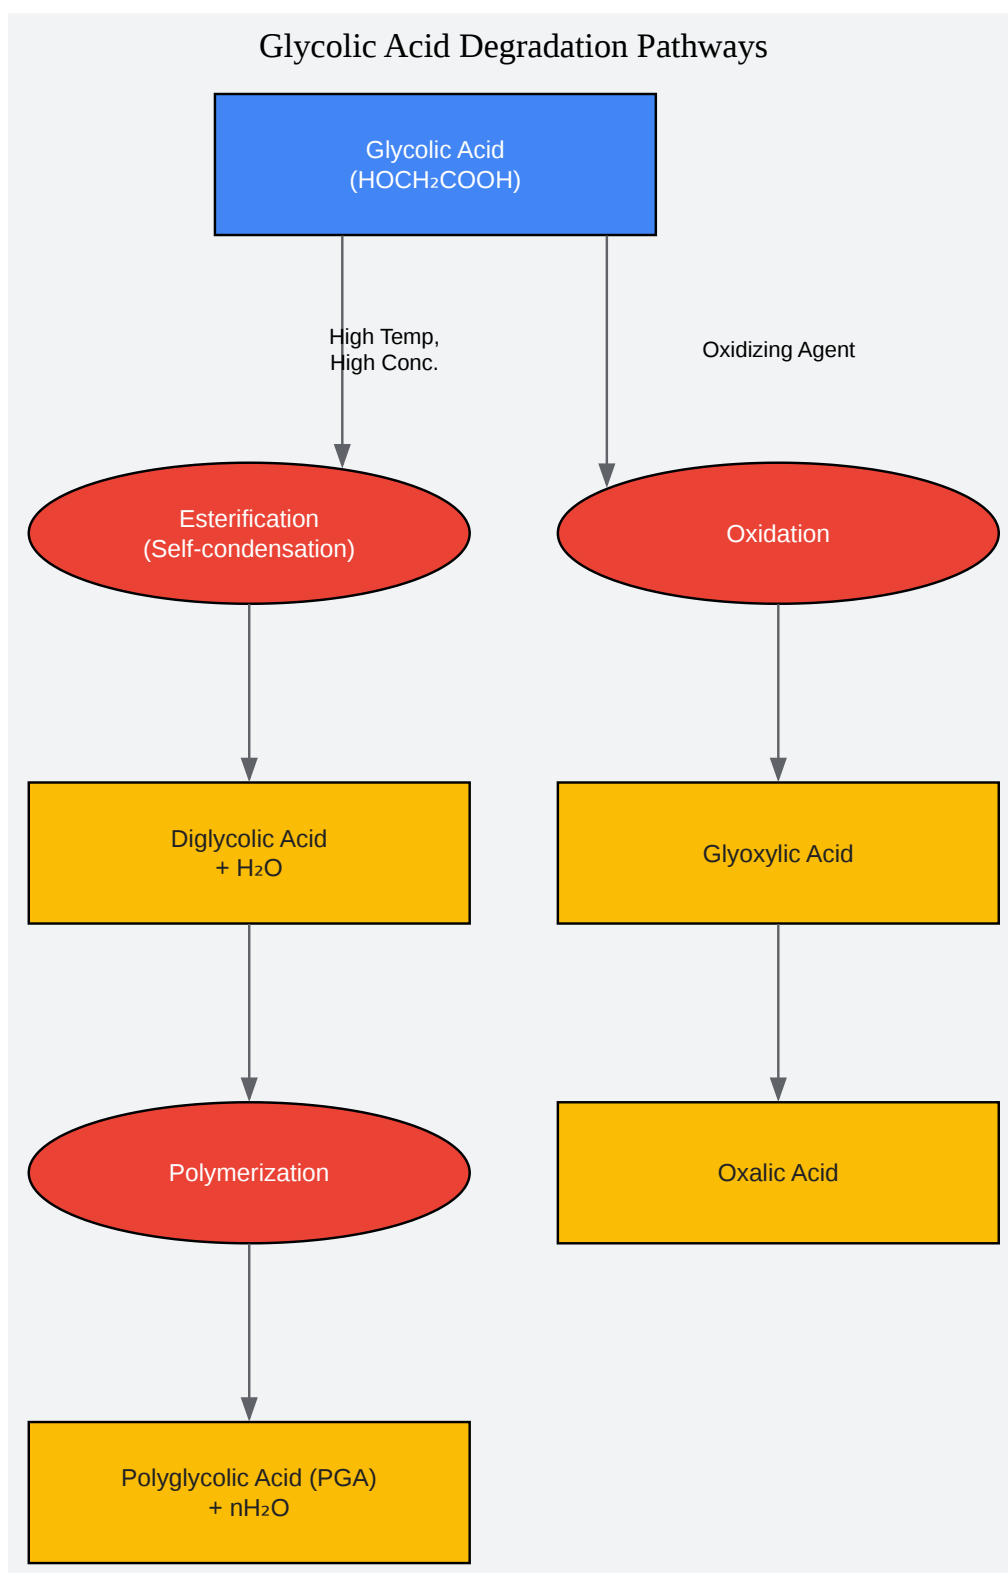 Glycolic Acid Degradation Pathways
Glycolic Acid
(HOCH₂COOH)
High Temp,
High Conc.
Oxidizing Agent
Esterification
(Self-condensation)
Oxidation
Diglycolic Acid
+ H₂O
Glyoxylic Acid
Polymerization
Oxalic Acid
Polyglycolic Acid (PGA)
+ nH₂O